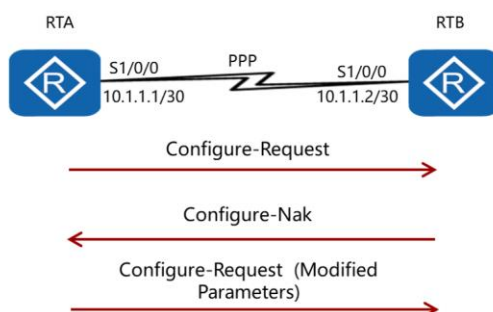 RTA
RTB
S1/0/0
PPP
S1/0/0
R
R
10.1.1.1/30
10.1.1.2/30
Configure-Request
Configure-Nak
Configure-Request (Modified
Parameters)